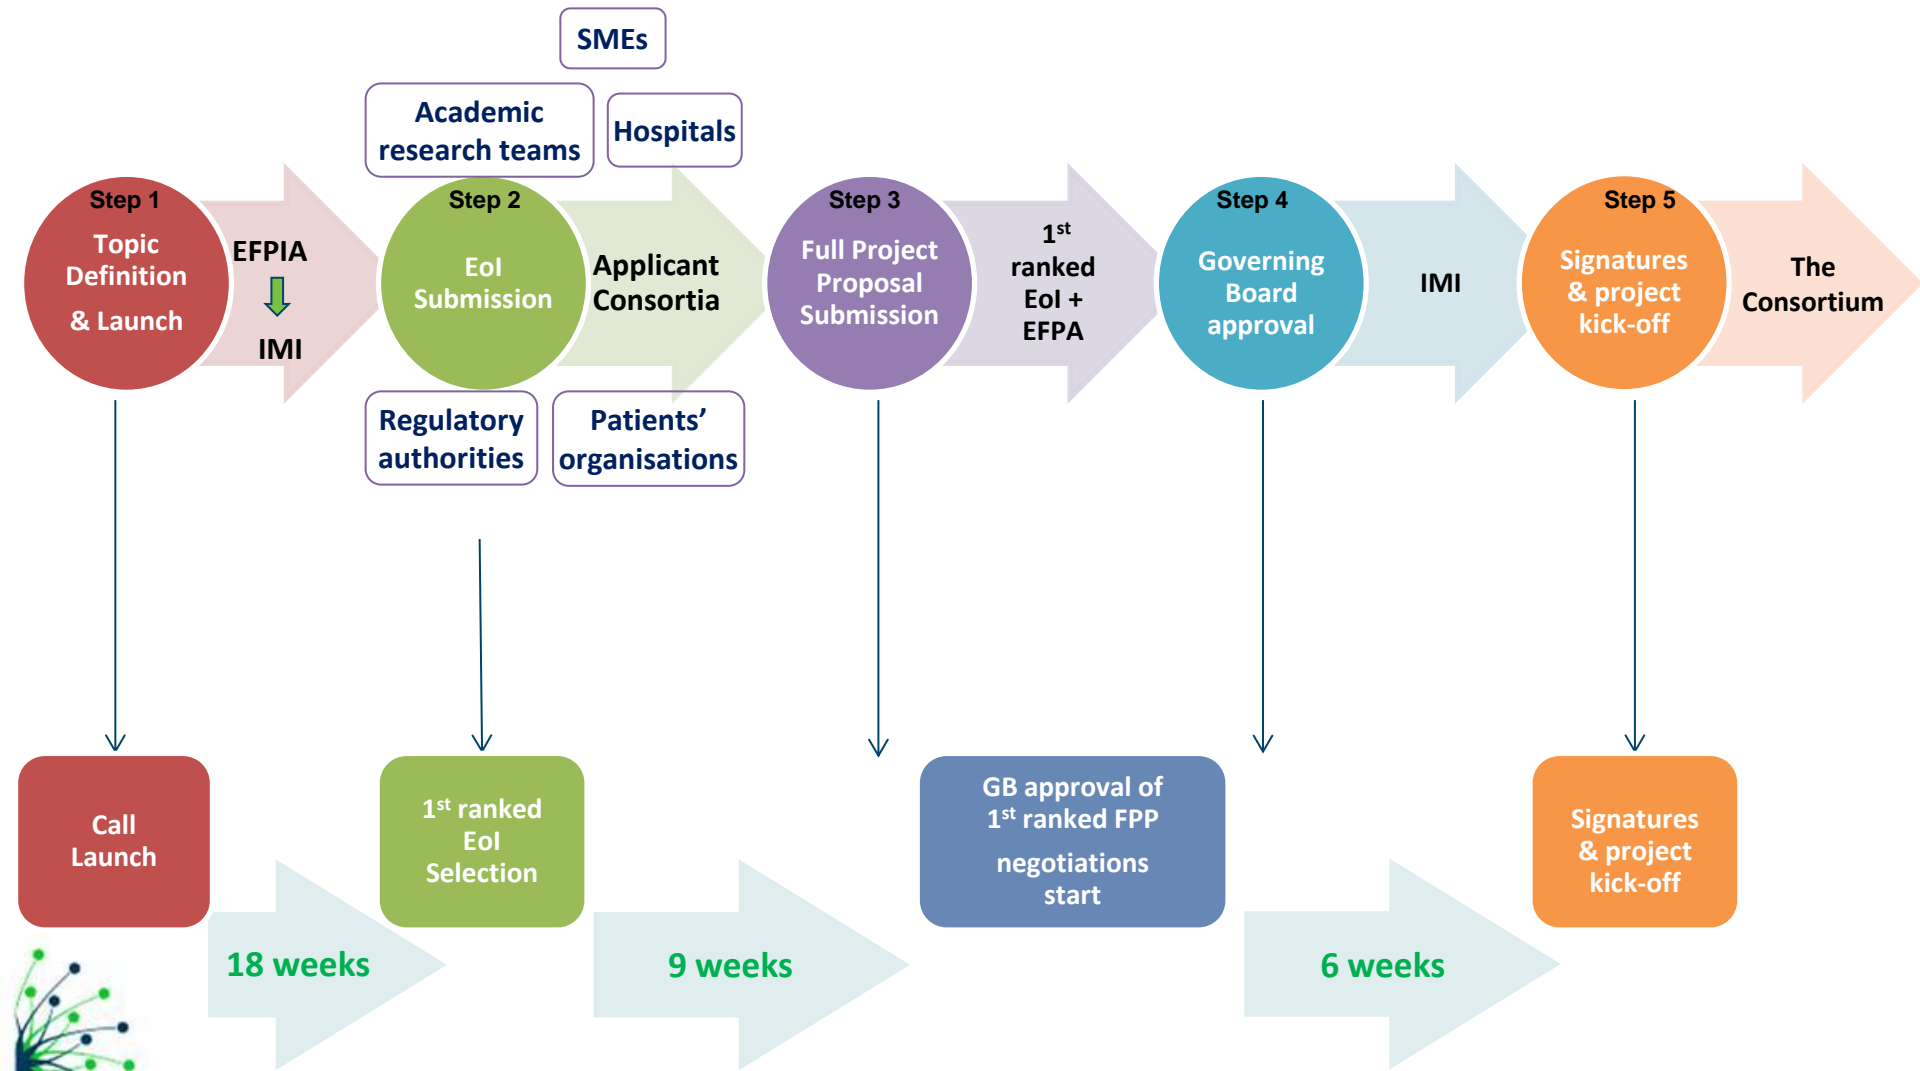 SMEs
Academic
research teams
Hospitals
Step 1
Topic
Definition
& Launch
EFPIA
IMI
Step 2
EoI
Submission
Applicant
Consortia
Step 3
Full Project
Proposal
Submission
1st
ranked
EoI +
EFPA
Step 4
Governing
Board
approval
IMI
Step 5
Signatures
& project
kick-off
The
Consortium
Regulatory
authorities
Patients’
organisations
Call
Launch
1st ranked
EoI
Selection
GB approval of
1st ranked FPP
negotiations
start
Signatures
& project
kick-off
18 weeks
9 weeks
6 weeks